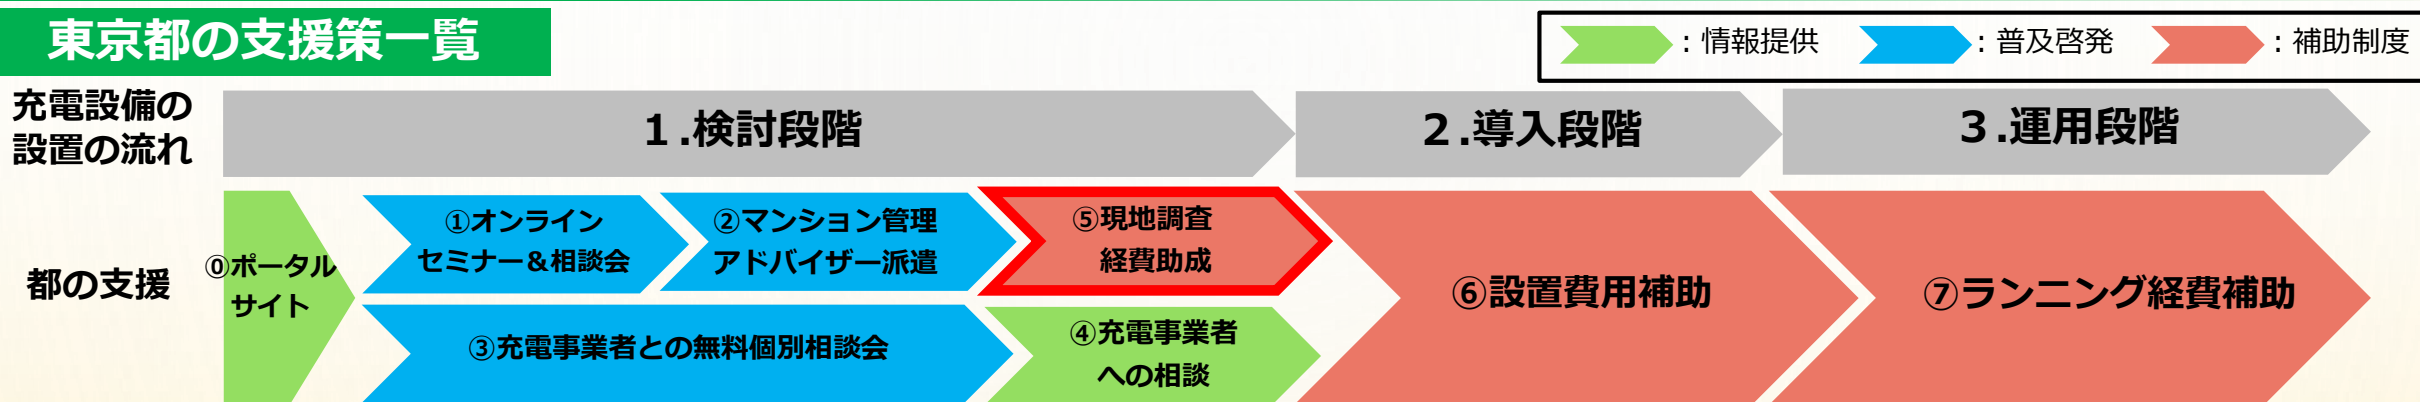 東京都の支援策一覧
：情報提供
：普及啓発
：補助制度
充電設備の
設置の流れ
１.検討段階
２.導入段階
３.運用段階
都の支援
⓪ポータル
サイト
①オンライン
セミナー＆相談会
②マンション管理
アドバイザー派遣
⑤現地調査
経費助成
③充電事業者との無料個別相談会
④充電事業者
への相談
⑥設置費用補助
⑦ランニング経費補助